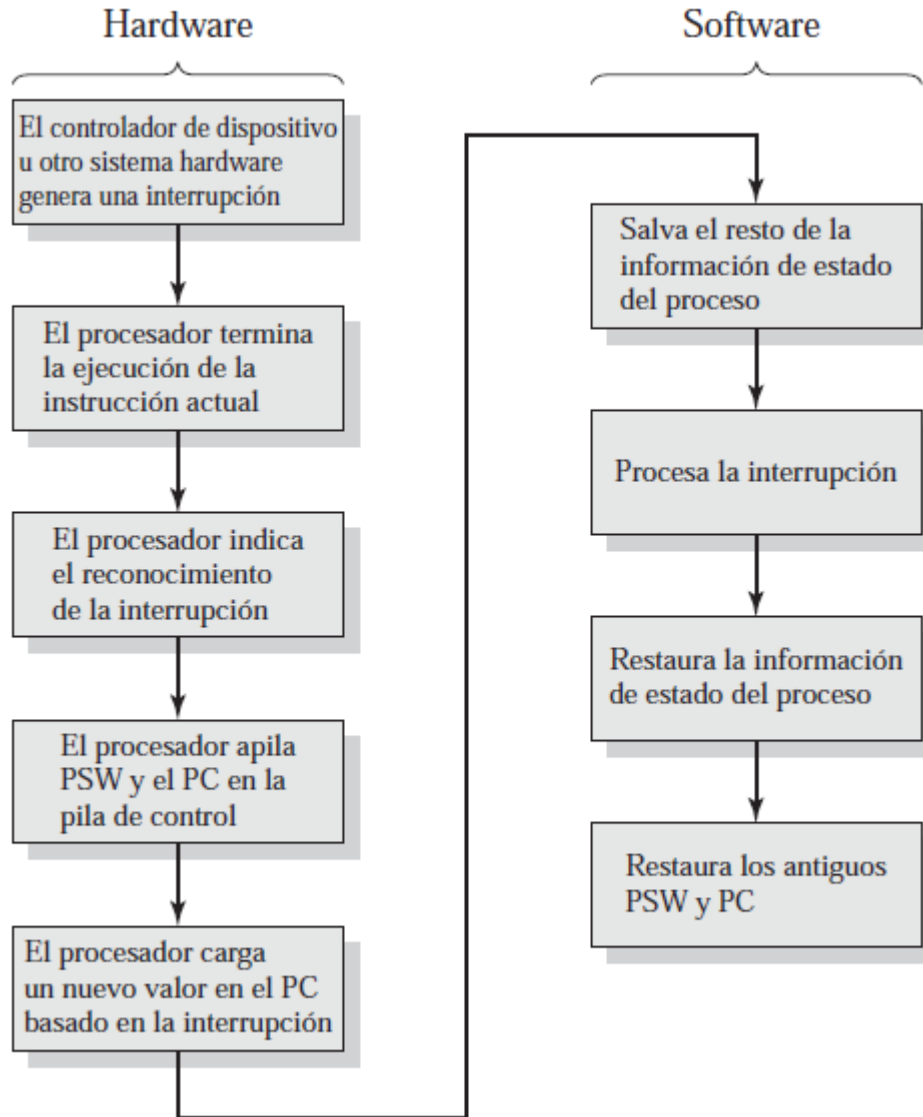 Hardware
El controlador de dispositivo
u otro sistema hardware
genera una interrupción
El procesador termina
la ejecución de la
instrucción actual
El procesador indica
el reconocimiento
de la interrupción
El procesador apila
PSW y el PC en la
pila de control
El procesador carga
un nuevo valor en el PC
basado en la interrupción
Software
Salva el resto de la
información de estado
del proceso
Procesa la interrupción
Restaura la información
de estado del proceso
Restaura los antiguos
PSW y PC